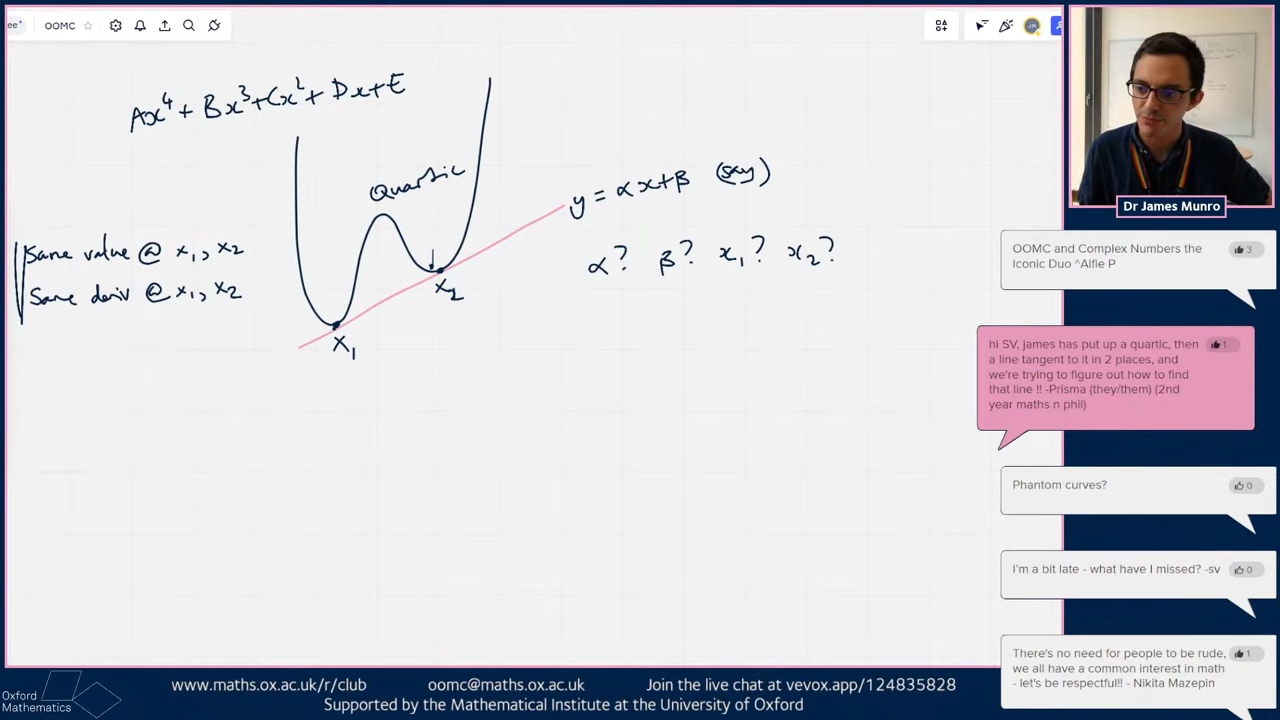 OOMC
Ax⁴ + Bx³ + Cx² + Dx + E
Quartic
y = αx+β (say)
α? β? x₁? x₂?
Same value @ x₁, x₂
Same deriv @ x₁, x₂
x₂
x₁
Dr James Munro
OOMC and Complex Numbers the
Iconic Duo ^Alfie P
3
hi SV, james has put up a quartic, then
a line tangent to it in 2 places, and
we're trying to figure out how to find
that line !! -Prisma (they/them) (2nd
year maths n phil)
1
Phantom curves?
0
I'm a bit late - what have I missed? -sv
0
There's no need for people to be rude,
we all have a common interest in math
- let's be respectful!! - Nikita Mazepin
1
Oxford
Mathematics
www.maths.ox.ac.uk/r/club oomc@maths.ox.ac.uk Join the live chat at vevox.app/124835828
Supported by the Mathematical Institute at the University of Oxford